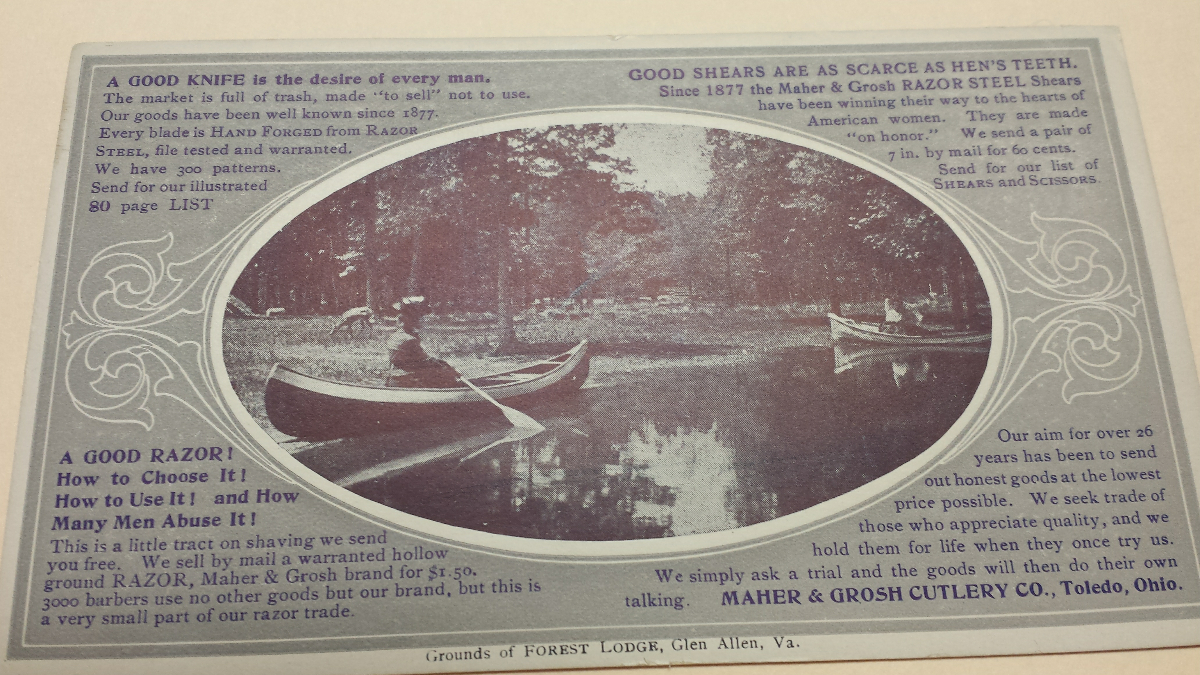 A GOOD KNIFE is the desire of every man.
The market is full of trash, made "to sell" not to use.
Our goods have been well known since 1877.
Every blade is HAND FORGED from RAZOR
STEEL, file tested and warranted.
We have 300 patterns.
Send for our illustrated
80 page LIST
GOOD SHEARS ARE AS SCARCE AS HEN'S TEETH.
Since 1877 the Maher & Grosh RAZOR STEEL Shears
have been winning their way to the hearts of
American women. They are made
"on honor." We send a pair of
7 in. by mail for 60 cents.
Send for our list of
SHEARS and SCISSORS.
A GOOD RAZOR!
How to Choose It!
How to Use It! and How
Many Men Abuse It!
This is a little tract on shaving we send
you free. We sell by mail a warranted hollow
ground RAZOR, Maher & Grosh brand for $1.50.
3000 barbers use no other goods but our brand, but this is
a very small part of our razor trade.
Our aim for over 26
years has been to send
out honest goods at the lowest
price possible. We seek trade of
those who appreciate quality, and we
hold them for life when they once try us.
We simply ask a trial and the goods will then do their own
talking. MAHER & GROSH CUTLERY CO., Toledo, Ohio.
Grounds of FOREST LODGE, Glen Allen, Va.